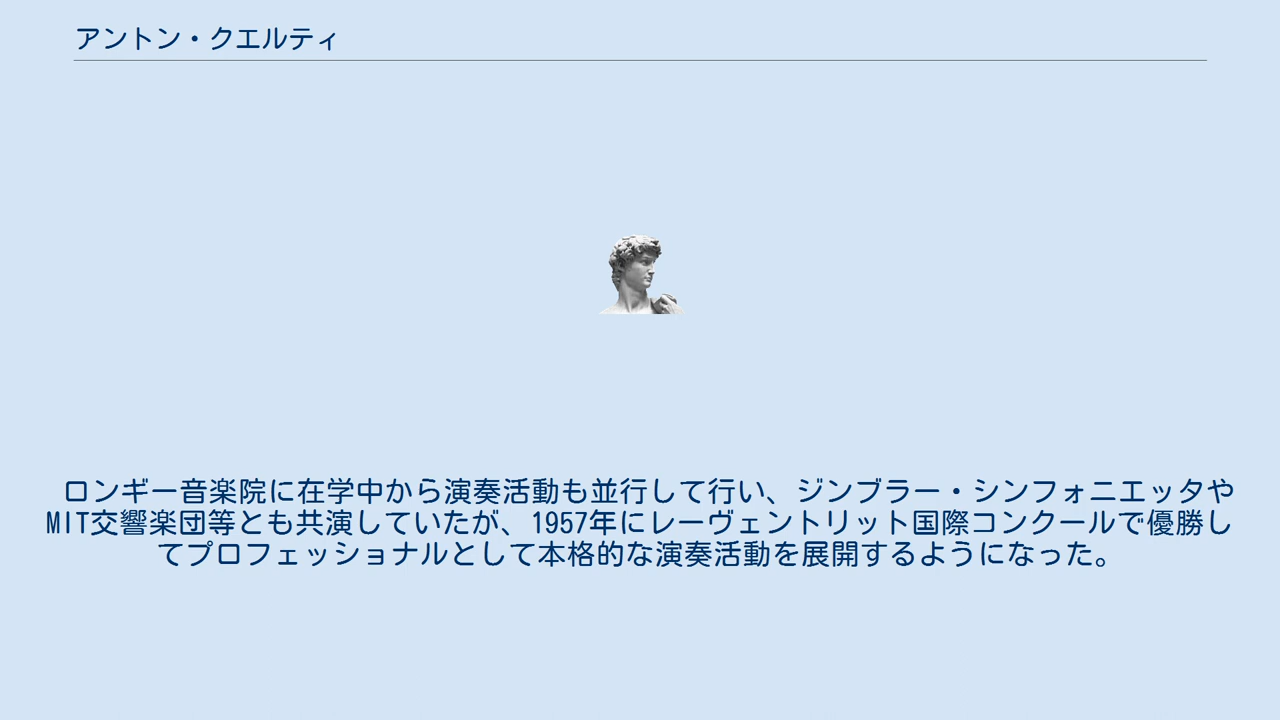 アントン・クエルティ
ロンギー音楽院に在学中から演奏活動も並行して行い、ジンブラー・シンフォニエッタや
MIT交響楽団等とも共演していたが、1957年にレーヴェントリット国際コンクールで優勝し
てプロフェッショナルとして本格的な演奏活動を展開するようになった。